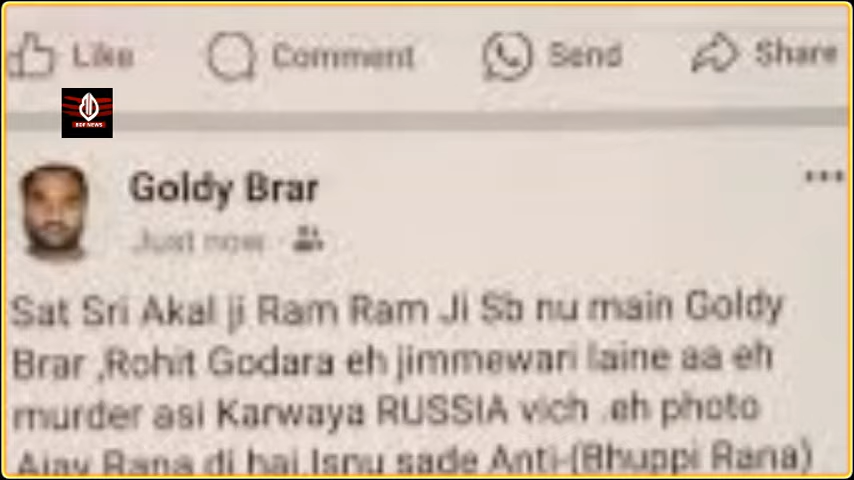 Like Comment Send Share
BDF NEWS
Goldy Brar
Just now
Sat Sri Akal ji Ram Ram Ji Sb nu main Goldy
Brar ,Rohit Godara eh jimmewari laine aa eh
murder asi Karwaya RUSSIA vich .eh photo
Ajay Rana di hai.Isnu sade Anti-(Bhuppi Rana)